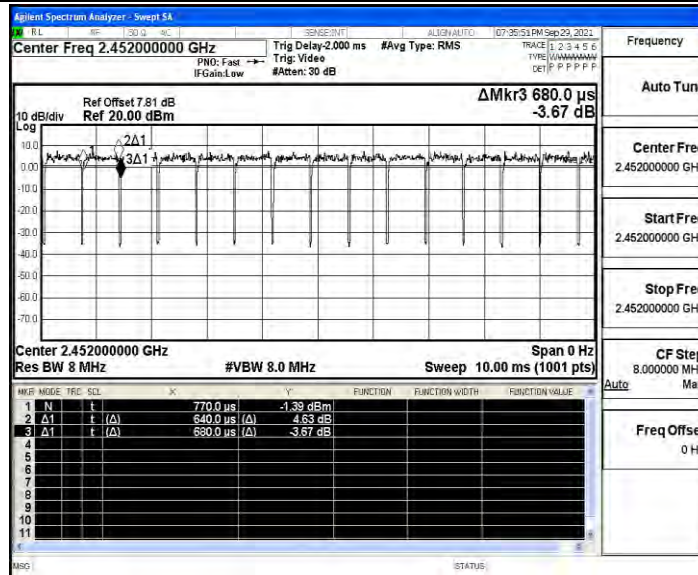 Agilent Spectrum Analyzer - Swept SA
RL RF 50 Ω AC SENSE:INT ALIGN AUTO 07:35:51 PM Sep 29, 2021
Center Freq 2.452000000 GHz
PNO: Fast
IFGain:Low
Trig Delay-2.000 ms
Trig: Video
#Atten: 30 dB
#Avg Type: RMS
TRACE 1 2 3 4 5 6
TYPE WWWWWW
DET P P P P P P
Ref Offset 7.81 dB
10 dB/div Ref 20.00 dBm
Log
ΔMkr3 680.0 µs
-3.67 dB
10.0
0.00
-10.0
-20.0
-30.0
-40.0
-50.0
-60.0
-70.0
1
2Δ1
3Δ1
Center 2.452000000 GHz
Span 0 Hz
Res BW 8 MHz #VBW 8.0 MHz Sweep 10.00 ms (1001 pts)
MKR MODE TRC SCL X Y FUNCTION FUNCTION WIDTH FUNCTION VALUE
1 N t 770.0 µs -1.39 dBm
2 Δ1 t (Δ) 640.0 µs (Δ) 4.63 dB
3 Δ1 t (Δ) 680.0 µs (Δ) -3.67 dB
4
5
6
7
8
9
10
11
MSG STATUS
Frequency
Auto Tun
Center Fre
2.452000000 GH
Start Fre
2.452000000 GH
Stop Fre
2.452000000 GH
CF Step
8.000000 MH
Auto Ma
Freq Offse
0 H